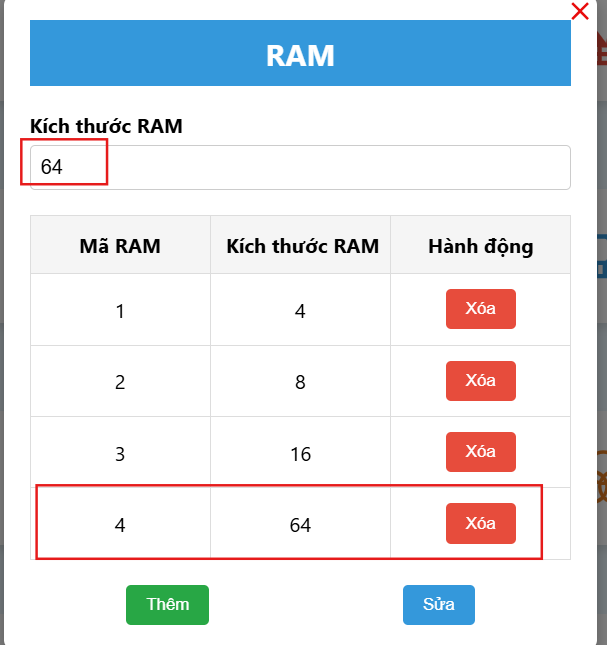 RAM
Kích thước RAM
64
Mã RAM Kích thước RAM Hành động
1 4 Xóa
2 8 Xóa
3 16 Xóa
4 64 Xóa
Thêm Sửa